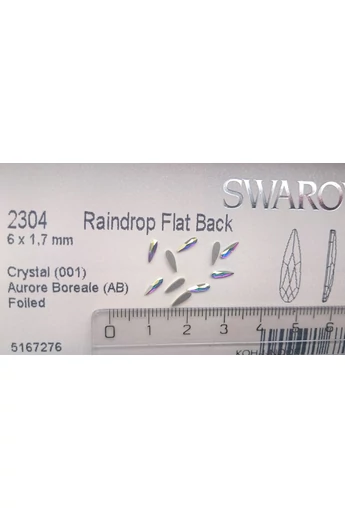 SWARO
2304 Raindrop Flat Back
6 x 1,7 mm
Crystal (001)
Aurore Boreale (AB)
Foiled
0 1 2 3 4 5 6
5167276